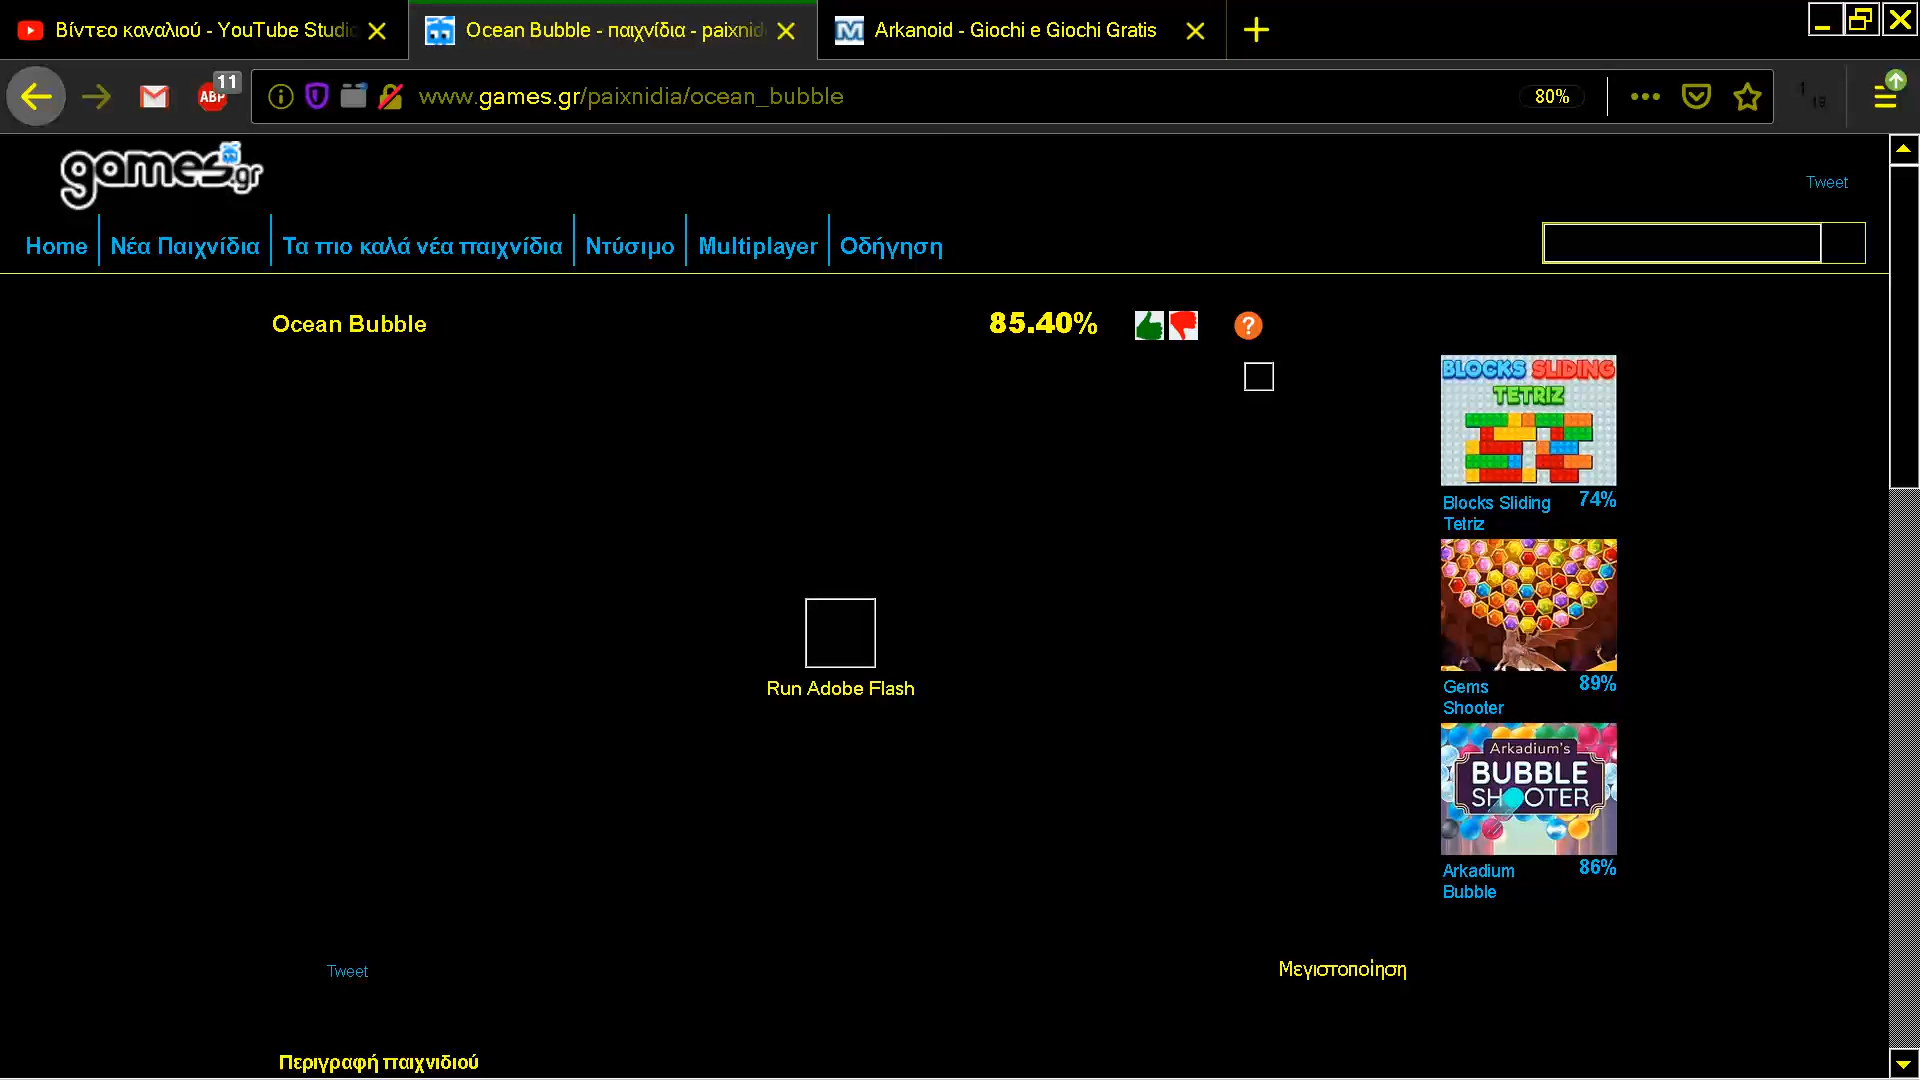 Βίντεο καναλιού - YouTube Studio
Ocean Bubble - παιχνίδια - paixnid
Arkanoid - Giochi e Giochi Gratis
ABP
11
www.games.gr/paixnidia/ocean_bubble
80%
games.gr
Tweet
Home
Νέα Παιχνίδια
Τα πιο καλά νέα παιχνίδια
Ντύσιμο
Multiplayer
Οδήγηση
Ocean Bubble
85.40%
?
BLOCKS SLIDING
TETRIZ
Blocks Sliding
Tetriz
74%
Run Adobe Flash
Gems
Shooter
89%
Arkadium's
BUBBLE
SHOOTER
Arkadium
Bubble
86%
Tweet
Μεγιστοποίηση
Περιγραφή παιχνιδιού